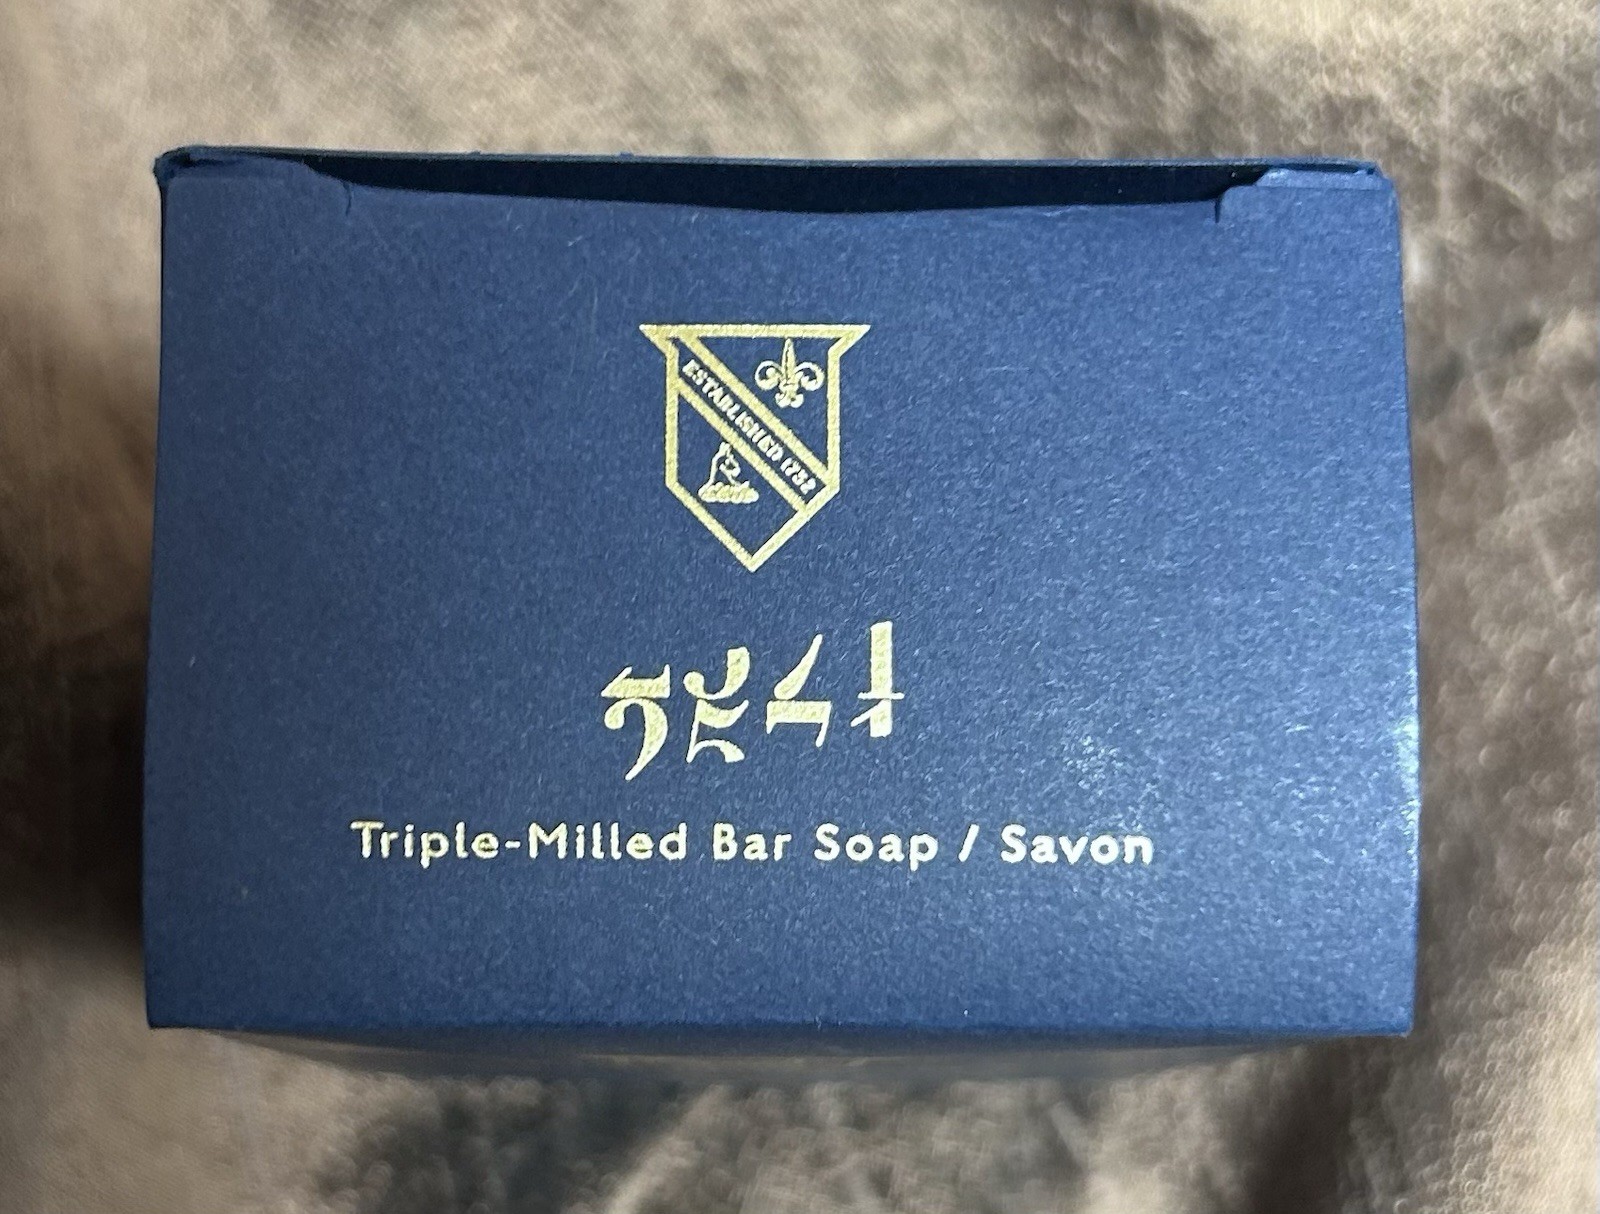 ESTABLISHED 1752
Triple-Milled Bar Soap / Savon